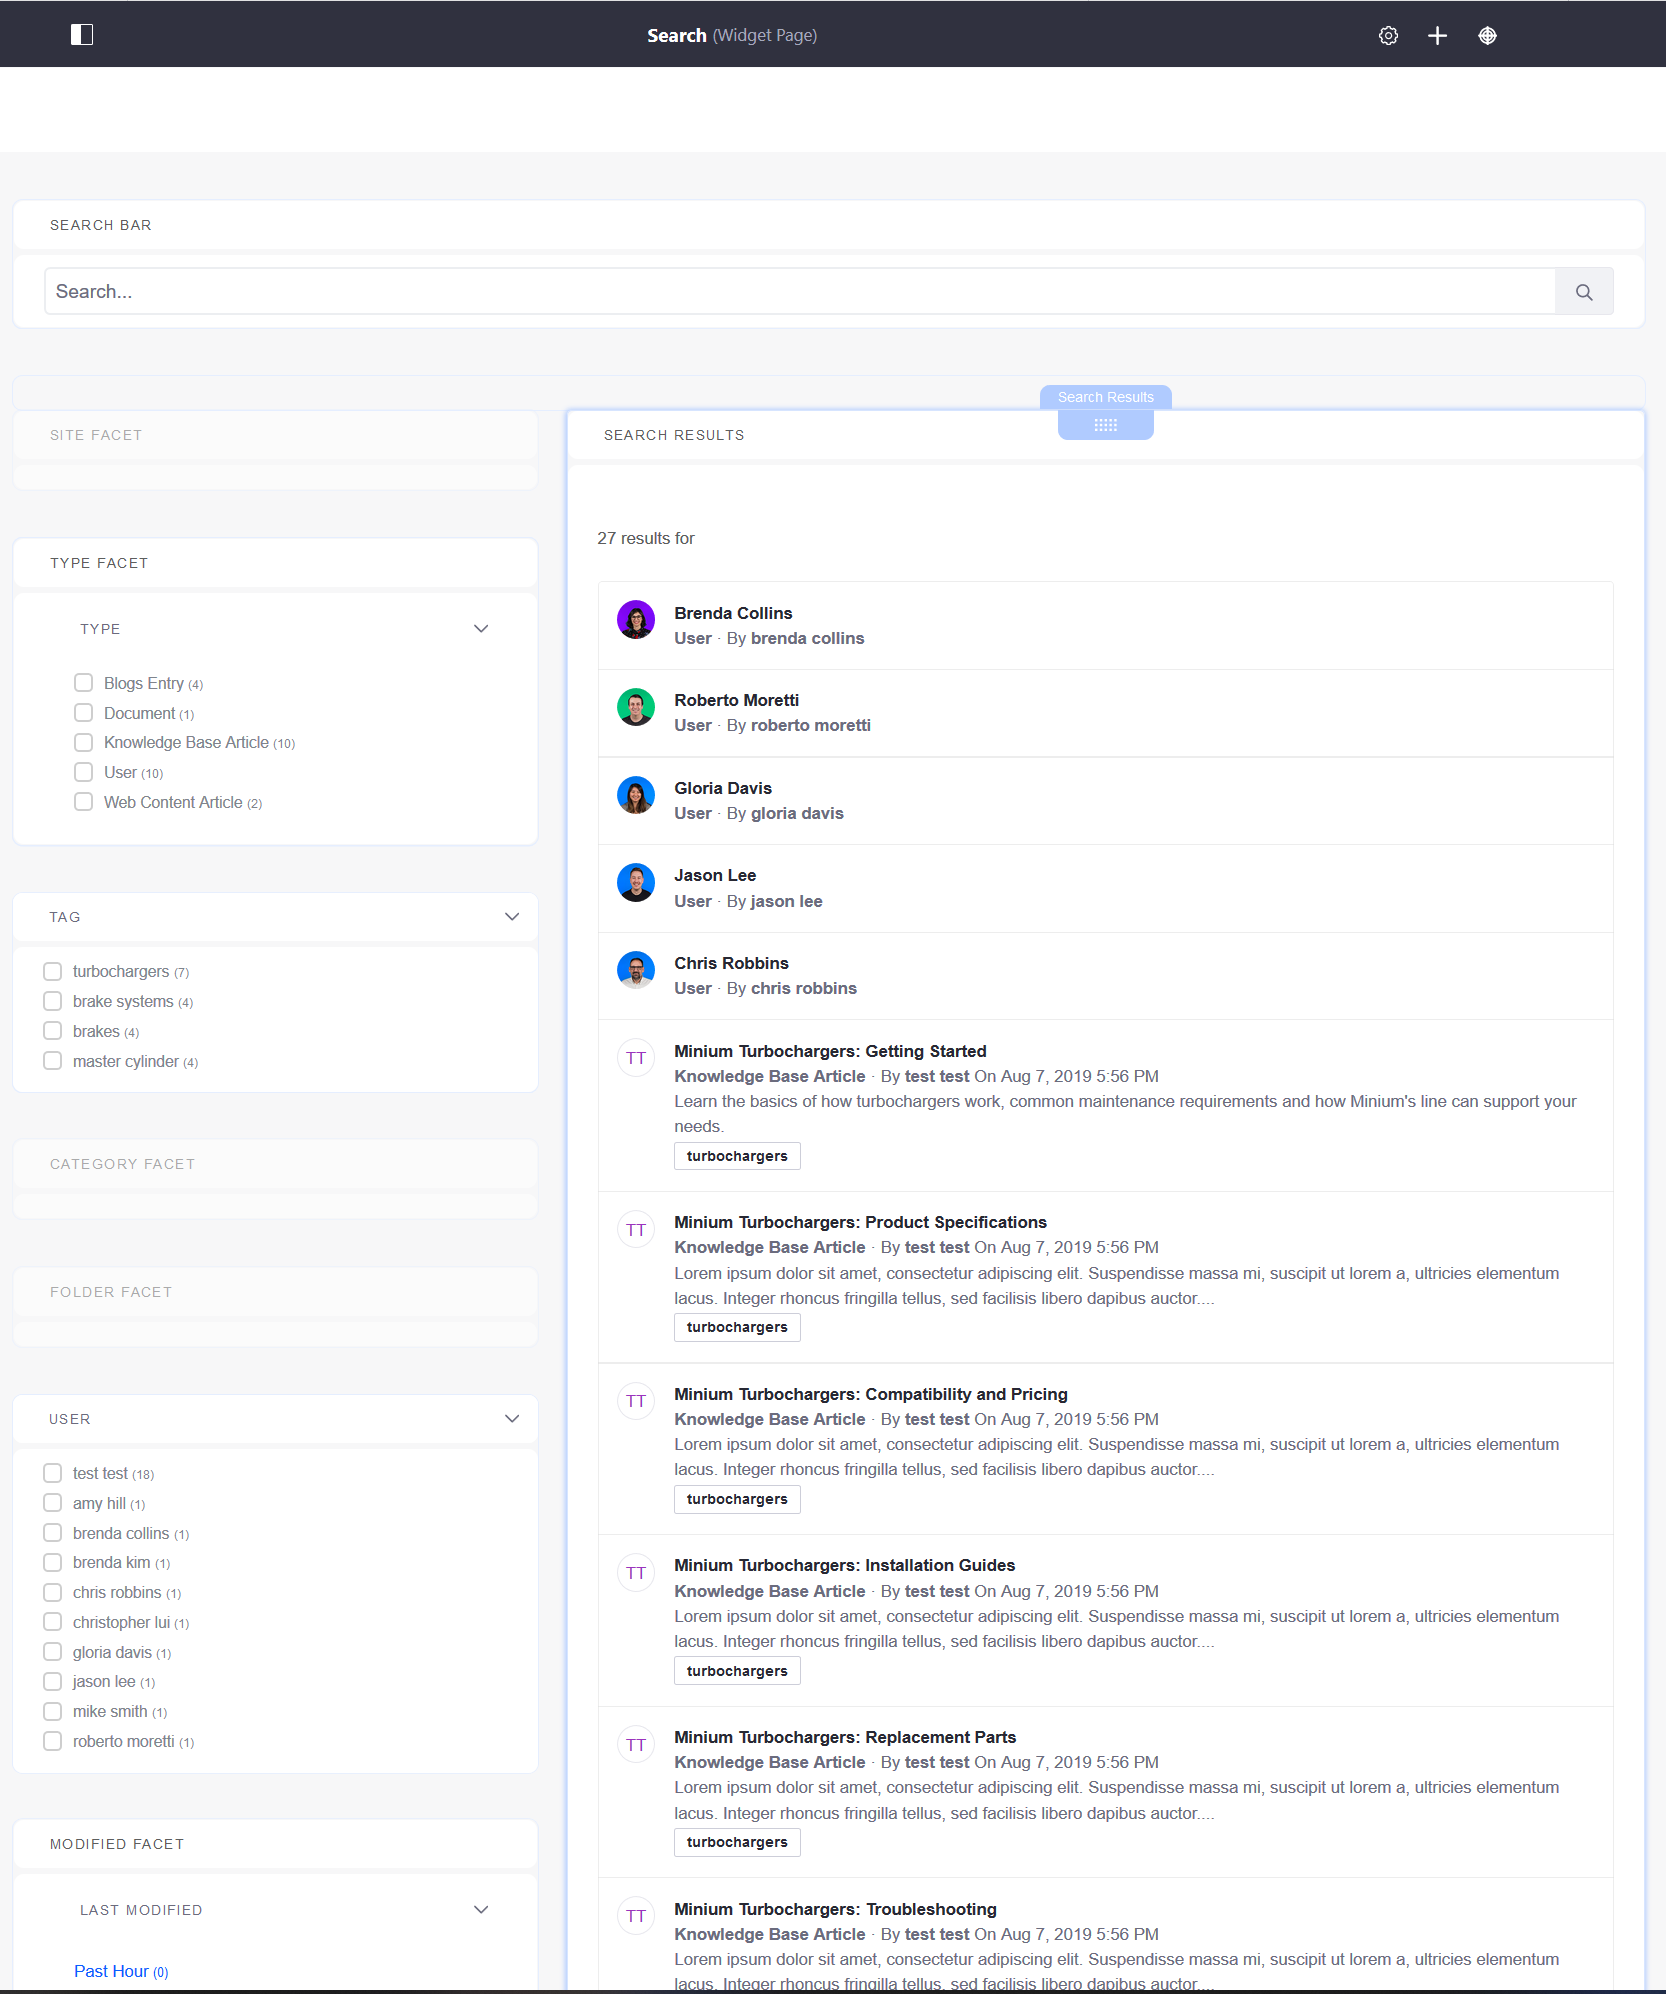 Search (Widget Page)
SEARCH BAR
Search...
Search Results
SITE FACET
TYPE FACET
TYPE
Blogs Entry (4)
Document (1)
Knowledge Base Article (10)
User (10)
Web Content Article (2)
TAG
turbochargers (7)
brake systems (4)
brakes (4)
master cylinder (4)
CATEGORY FACET
FOLDER FACET
USER
test test (18)
amy hill (1)
brenda collins (1)
brenda kim (1)
chris robbins (1)
christopher lui (1)
gloria davis (1)
jason lee (1)
mike smith (1)
roberto moretti (1)
MODIFIED FACET
LAST MODIFIED
Past Hour (0)
SEARCH RESULTS
27 results for
Brenda Collins
User · By brenda collins
Roberto Moretti
User · By roberto moretti
Gloria Davis
User · By gloria davis
Jason Lee
User · By jason lee
Chris Robbins
User · By chris robbins
TT
Minium Turbochargers: Getting Started
Knowledge Base Article · By test test On Aug 7, 2019 5:56 PM
Learn the basics of how turbochargers work, common maintenance requirements and how Minium's line can support your
needs.
turbochargers
TT
Minium Turbochargers: Product Specifications
Knowledge Base Article · By test test On Aug 7, 2019 5:56 PM
Lorem ipsum dolor sit amet, consectetur adipiscing elit. Suspendisse massa mi, suscipit ut lorem a, ultricies elementum
lacus. Integer rhoncus fringilla tellus, sed facilisis libero dapibus auctor....
turbochargers
TT
Minium Turbochargers: Compatibility and Pricing
Knowledge Base Article · By test test On Aug 7, 2019 5:56 PM
Lorem ipsum dolor sit amet, consectetur adipiscing elit. Suspendisse massa mi, suscipit ut lorem a, ultricies elementum
lacus. Integer rhoncus fringilla tellus, sed facilisis libero dapibus auctor....
turbochargers
TT
Minium Turbochargers: Installation Guides
Knowledge Base Article · By test test On Aug 7, 2019 5:56 PM
Lorem ipsum dolor sit amet, consectetur adipiscing elit. Suspendisse massa mi, suscipit ut lorem a, ultricies elementum
lacus. Integer rhoncus fringilla tellus, sed facilisis libero dapibus auctor....
turbochargers
TT
Minium Turbochargers: Replacement Parts
Knowledge Base Article · By test test On Aug 7, 2019 5:56 PM
Lorem ipsum dolor sit amet, consectetur adipiscing elit. Suspendisse massa mi, suscipit ut lorem a, ultricies elementum
lacus. Integer rhoncus fringilla tellus, sed facilisis libero dapibus auctor....
turbochargers
TT
Minium Turbochargers: Troubleshooting
Knowledge Base Article · By test test On Aug 7, 2019 5:56 PM
Lorem ipsum dolor sit amet, consectetur adipiscing elit. Suspendisse massa mi, suscipit ut lorem a, ultricies elementum
lacus. Integer rhoncus fringilla tellus, sed facilisis libero dapibus auctor....